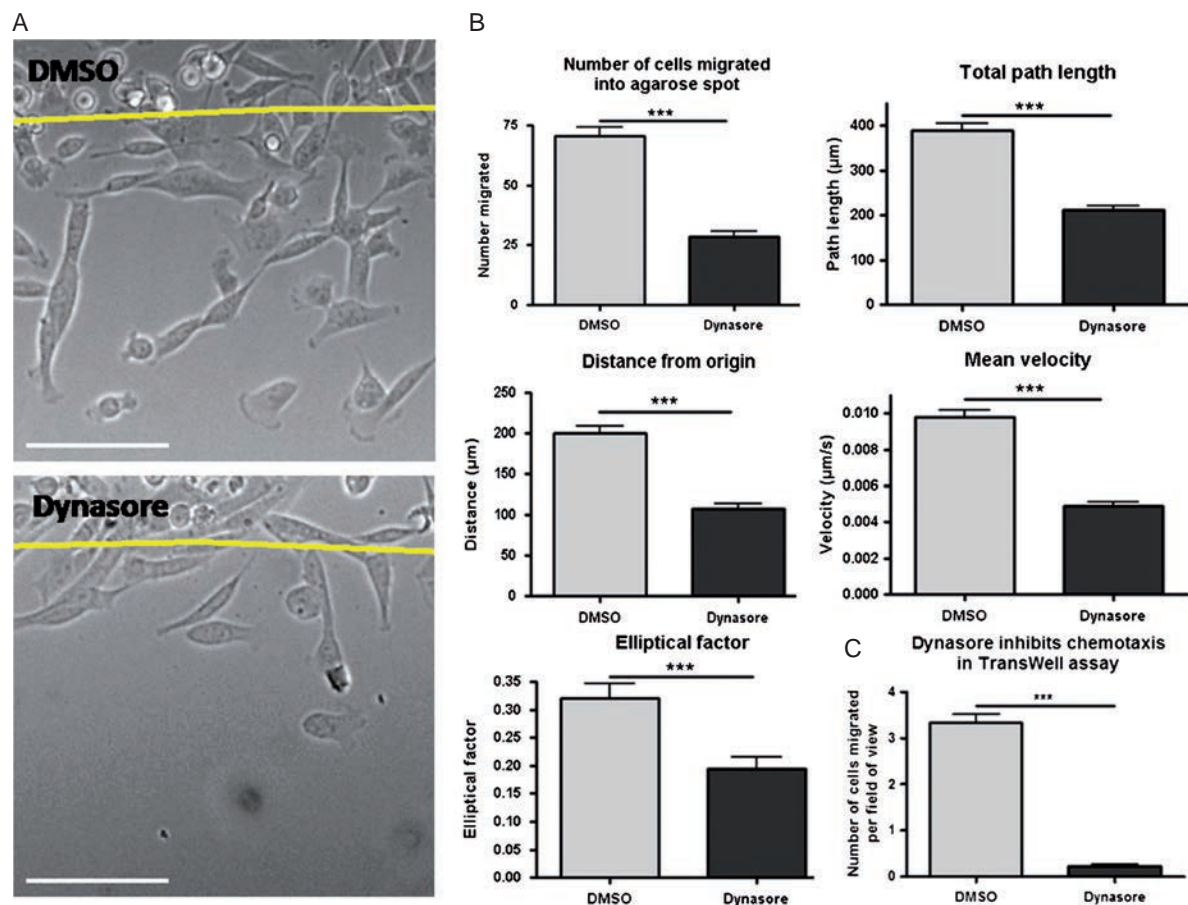 A
DMSO
Dynasore
B
Number of cells migrated
into agarose spot
***
75
50
25
0
Number migrated
DMSO
Dynasore
Total path length
***
400
300
200
100
0
Path length (µm)
DMSO
Dynasore
Distance from origin
***
250
200
150
100
50
0
Distance (µm)
DMSO
Dynasore
Mean velocity
***
0.010
0.008
0.006
0.004
0.002
0.000
Velocity (µm/s)
DMSO
Dynasore
Elliptical factor
***
0.35
0.30
0.25
0.20
0.15
0.10
0.05
0.00
Elliptical factor
DMSO
Dynasore
C
Dynasore inhibits chemotaxis
in TransWell assay
***
4
3
2
1
0
Number of cells migrated
per field of view
DMSO
Dynasore